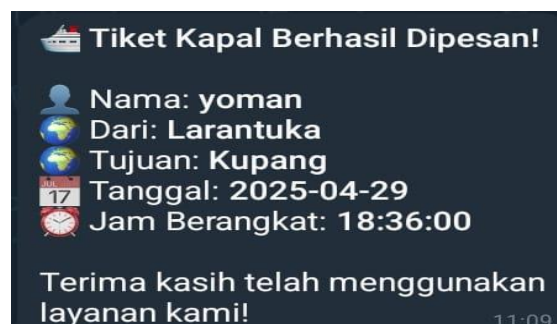 🚢 Tiket Kapal Berhasil Dipesan!
👤 Nama: yoman
🌍 Dari: Larantuka
🌍 Tujuan: Kupang
📅 Tanggal: 2025-04-29
⏰ Jam Berangkat: 18:36:00
Terima kasih telah menggunakan
layanan kami!
11:09